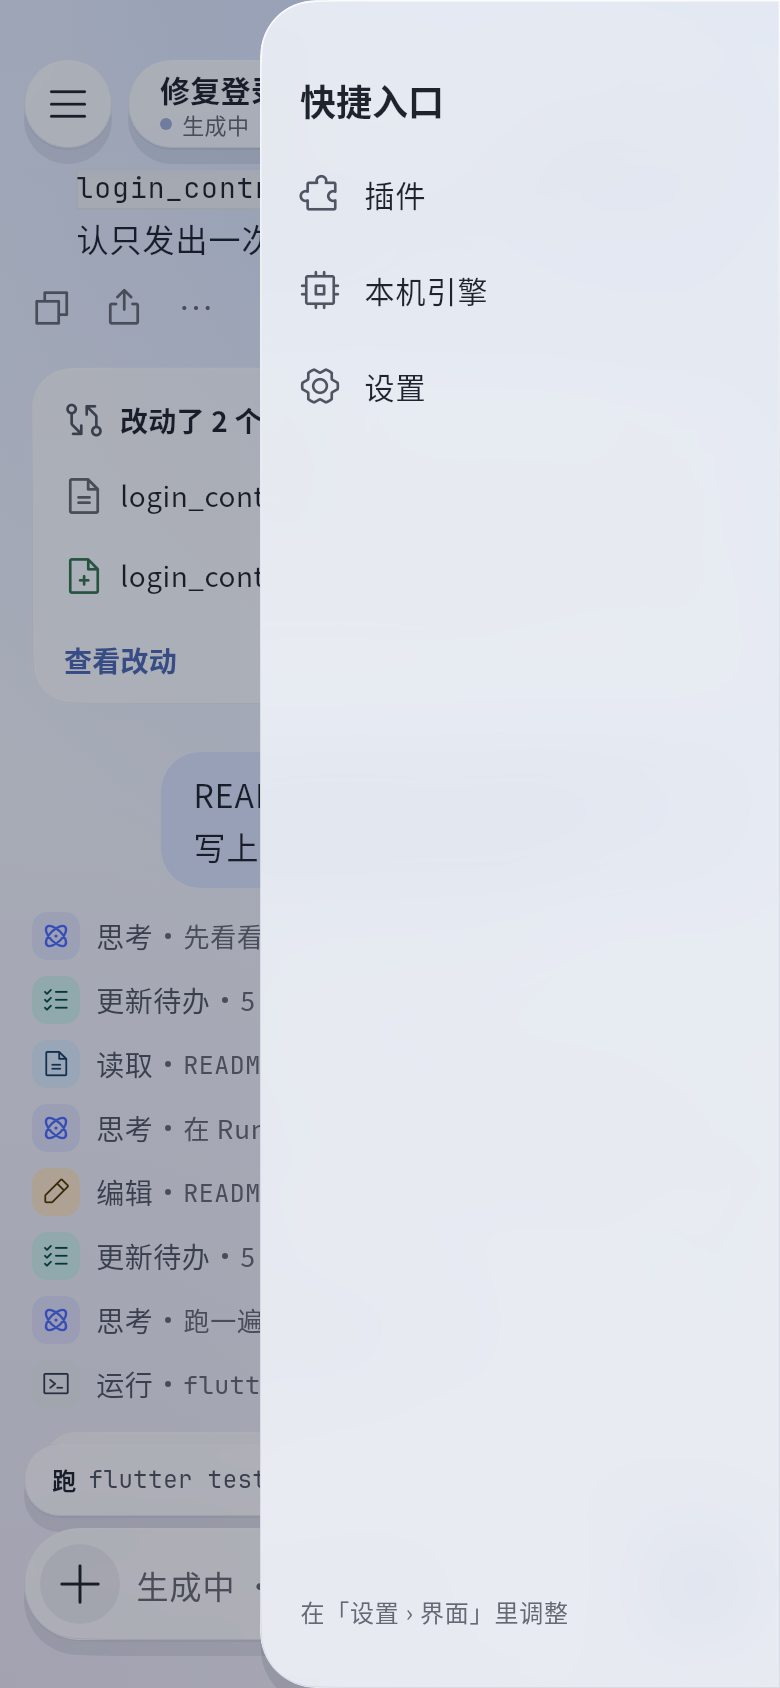 修复登录
生成中
login_contr
认只发出一次
改动了 2 个
login_cont
login_cont
查看改动
REA
写上
思考 · 先看看
更新待办 · 5
读取 · READM
思考 · 在 Run
编辑 · READM
更新待办 · 5
思考 · 跑一遍
运行 · flutt
跑 flutter test
生成中 ·
快捷入口
插件
本机引擎
设置
在「设置 › 界面」里调整